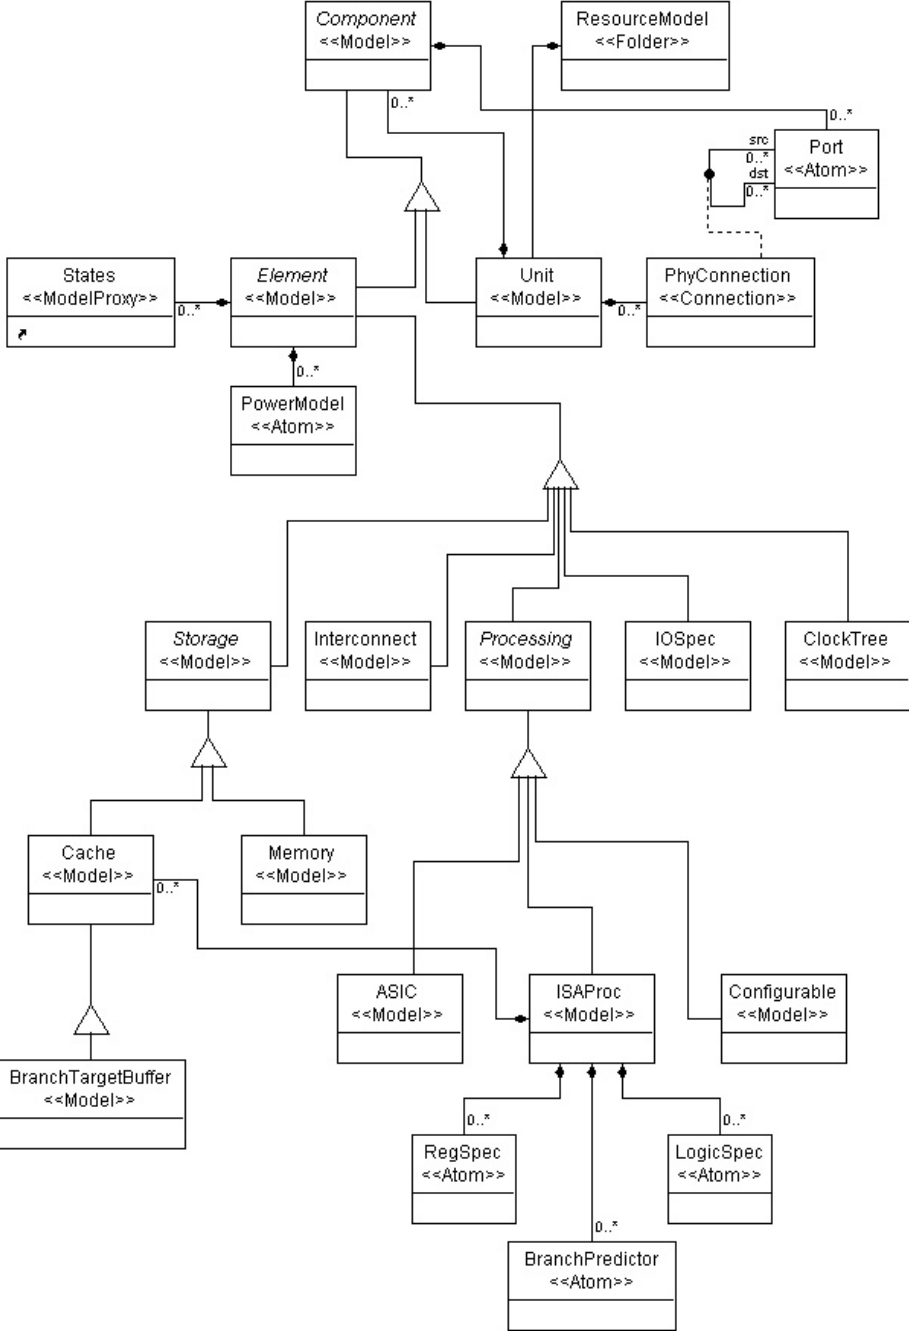 Component
<<Model>>
ResourceModel
<<Folder>>
0..*
0..*
src
0..*
dst
0..*
Port
<<Atom>>
States
<<ModelProxy>>
0..*
Element
<<Model>>
Unit
<<Model>>
0..*
PhyConnection
<<Connection>>
0..*
PowerModel
<<Atom>>
Storage
<<Model>>
Interconnect
<<Model>>
Processing
<<Model>>
IOSpec
<<Model>>
ClockTree
<<Model>>
Cache
<<Model>>
0..*
Memory
<<Model>>
ASIC
<<Model>>
ISAProc
<<Model>>
Configurable
<<Model>>
BranchTargetBuffer
<<Model>>
0..*
0..*
RegSpec
<<Atom>>
LogicSpec
<<Atom>>
0..*
BranchPredictor
<<Atom>>